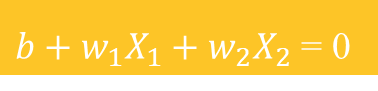 b + w₁X₁ + w₂X₂ = 0